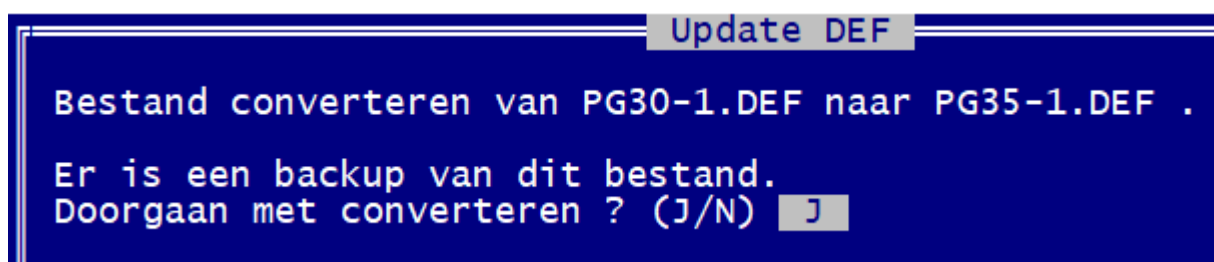 Update DEF
Bestand converteren van PG30-1.DEF naar PG35-1.DEF .
Er is een backup van dit bestand.
Doorgaan met converteren ? (J/N) J